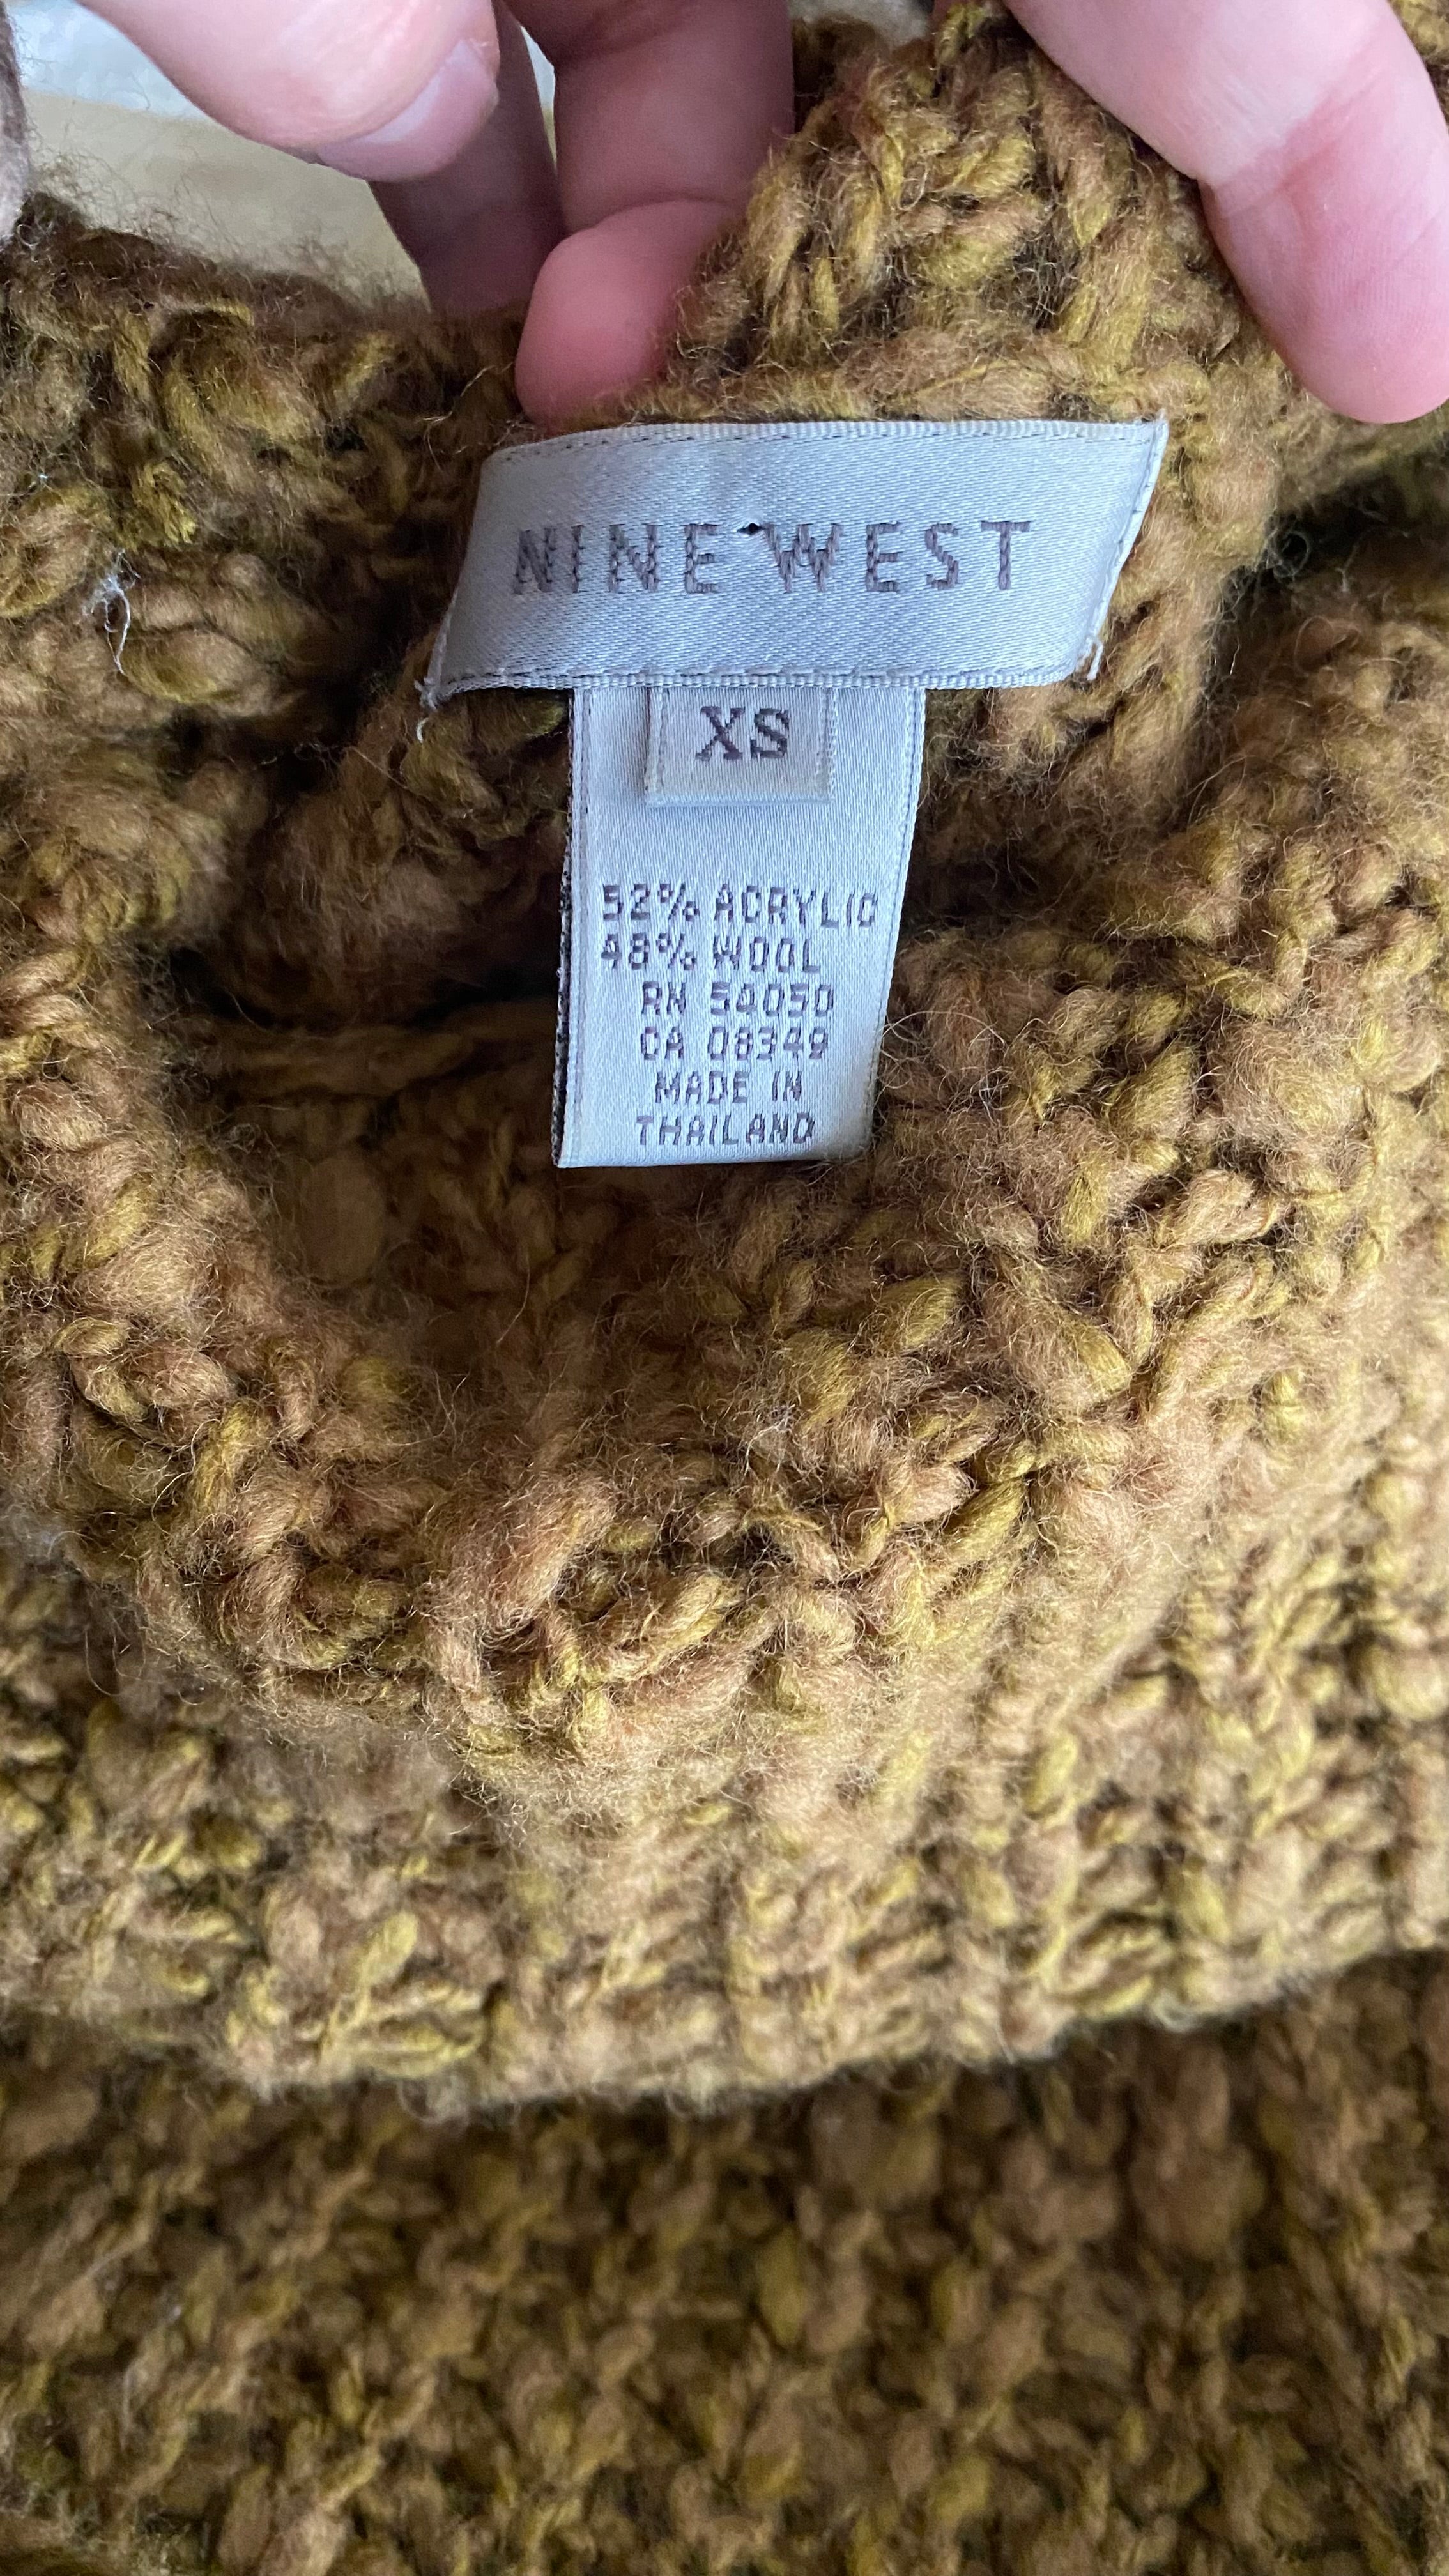 NINE WEST
XS
52% ACRYLIC
48% WOOL
RN 54050
CA 08349
MADE IN
THAILAND